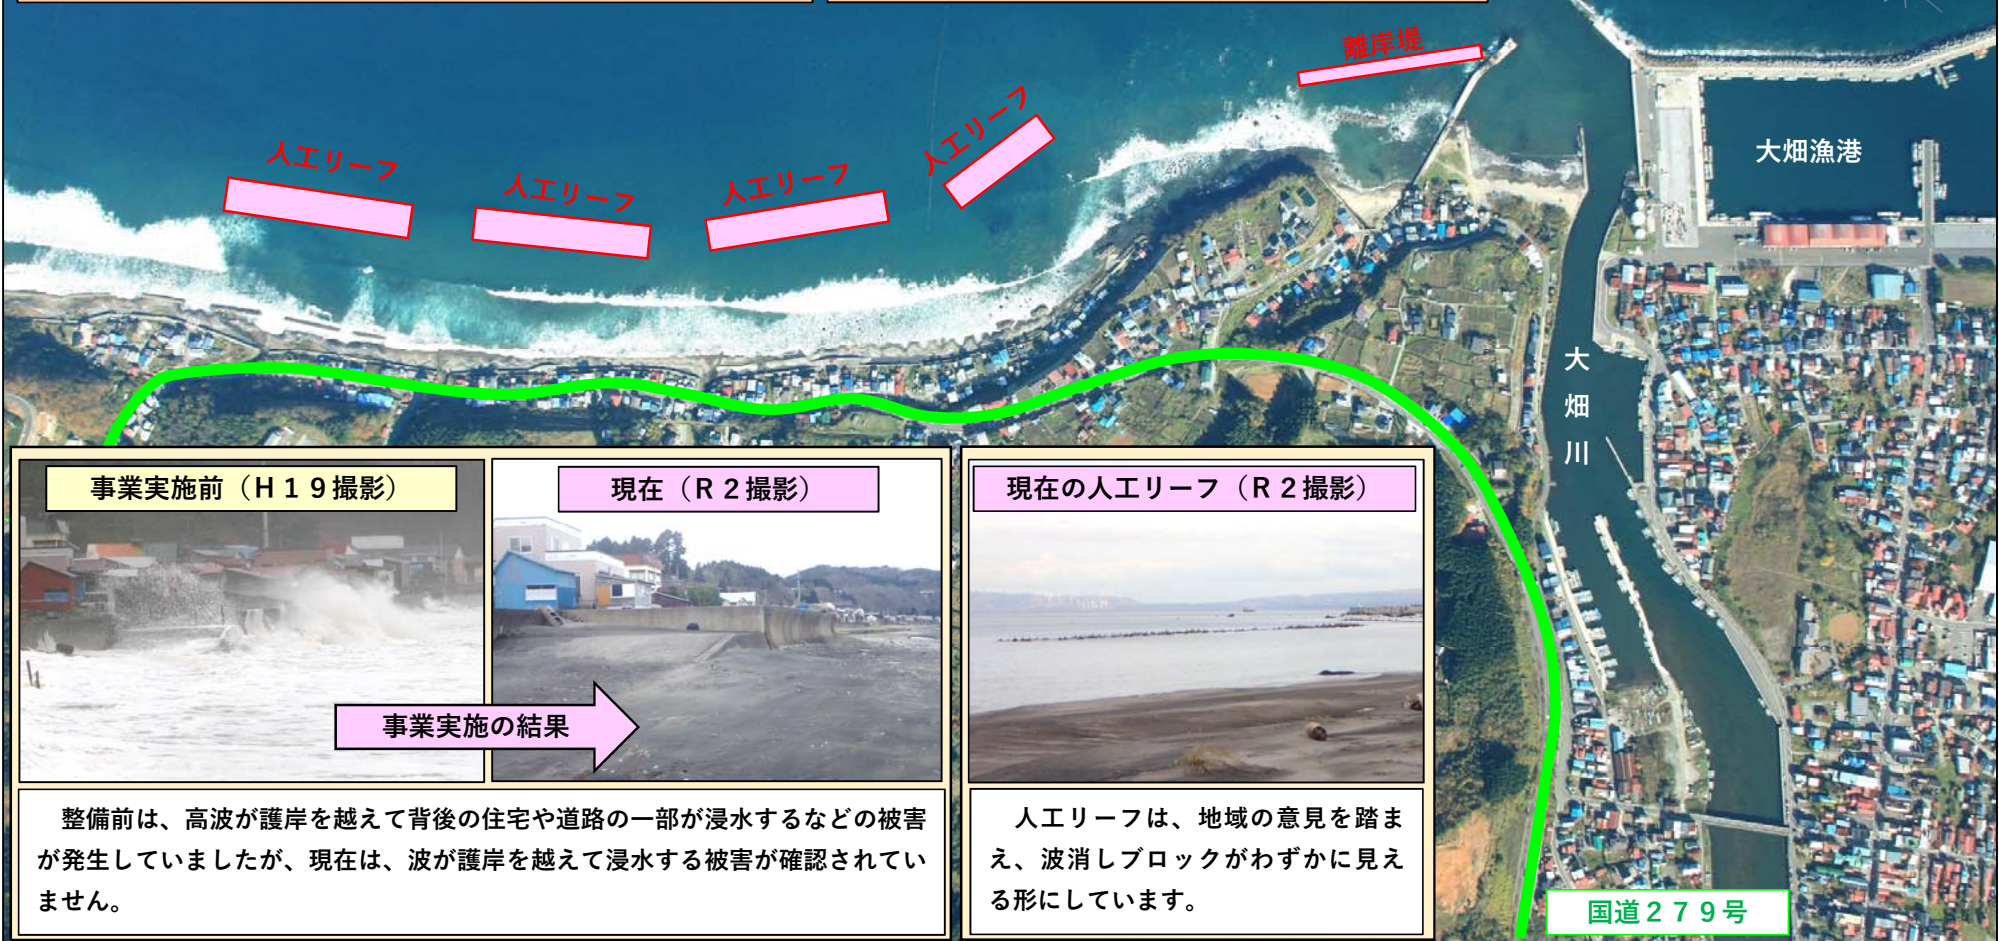 離岸堤
人工リーフ
人工リーフ
人工リーフ
人工リーフ
大畑漁港
大畑川
事業実施前（Ｈ１９撮影）
現在（Ｒ２撮影）
現在の人工リーフ（Ｒ２撮影）
事業実施の結果
整備前は、高波が護岸を越えて背後の住宅や道路の一部が浸水するなどの被害
が発生していましたが、現在は、波が護岸を越えて浸水する被害が確認されてい
ません。
人工リーフは、地域の意見を踏ま
え、波消しブロックがわずかに見え
る形にしています。
国道２７９号